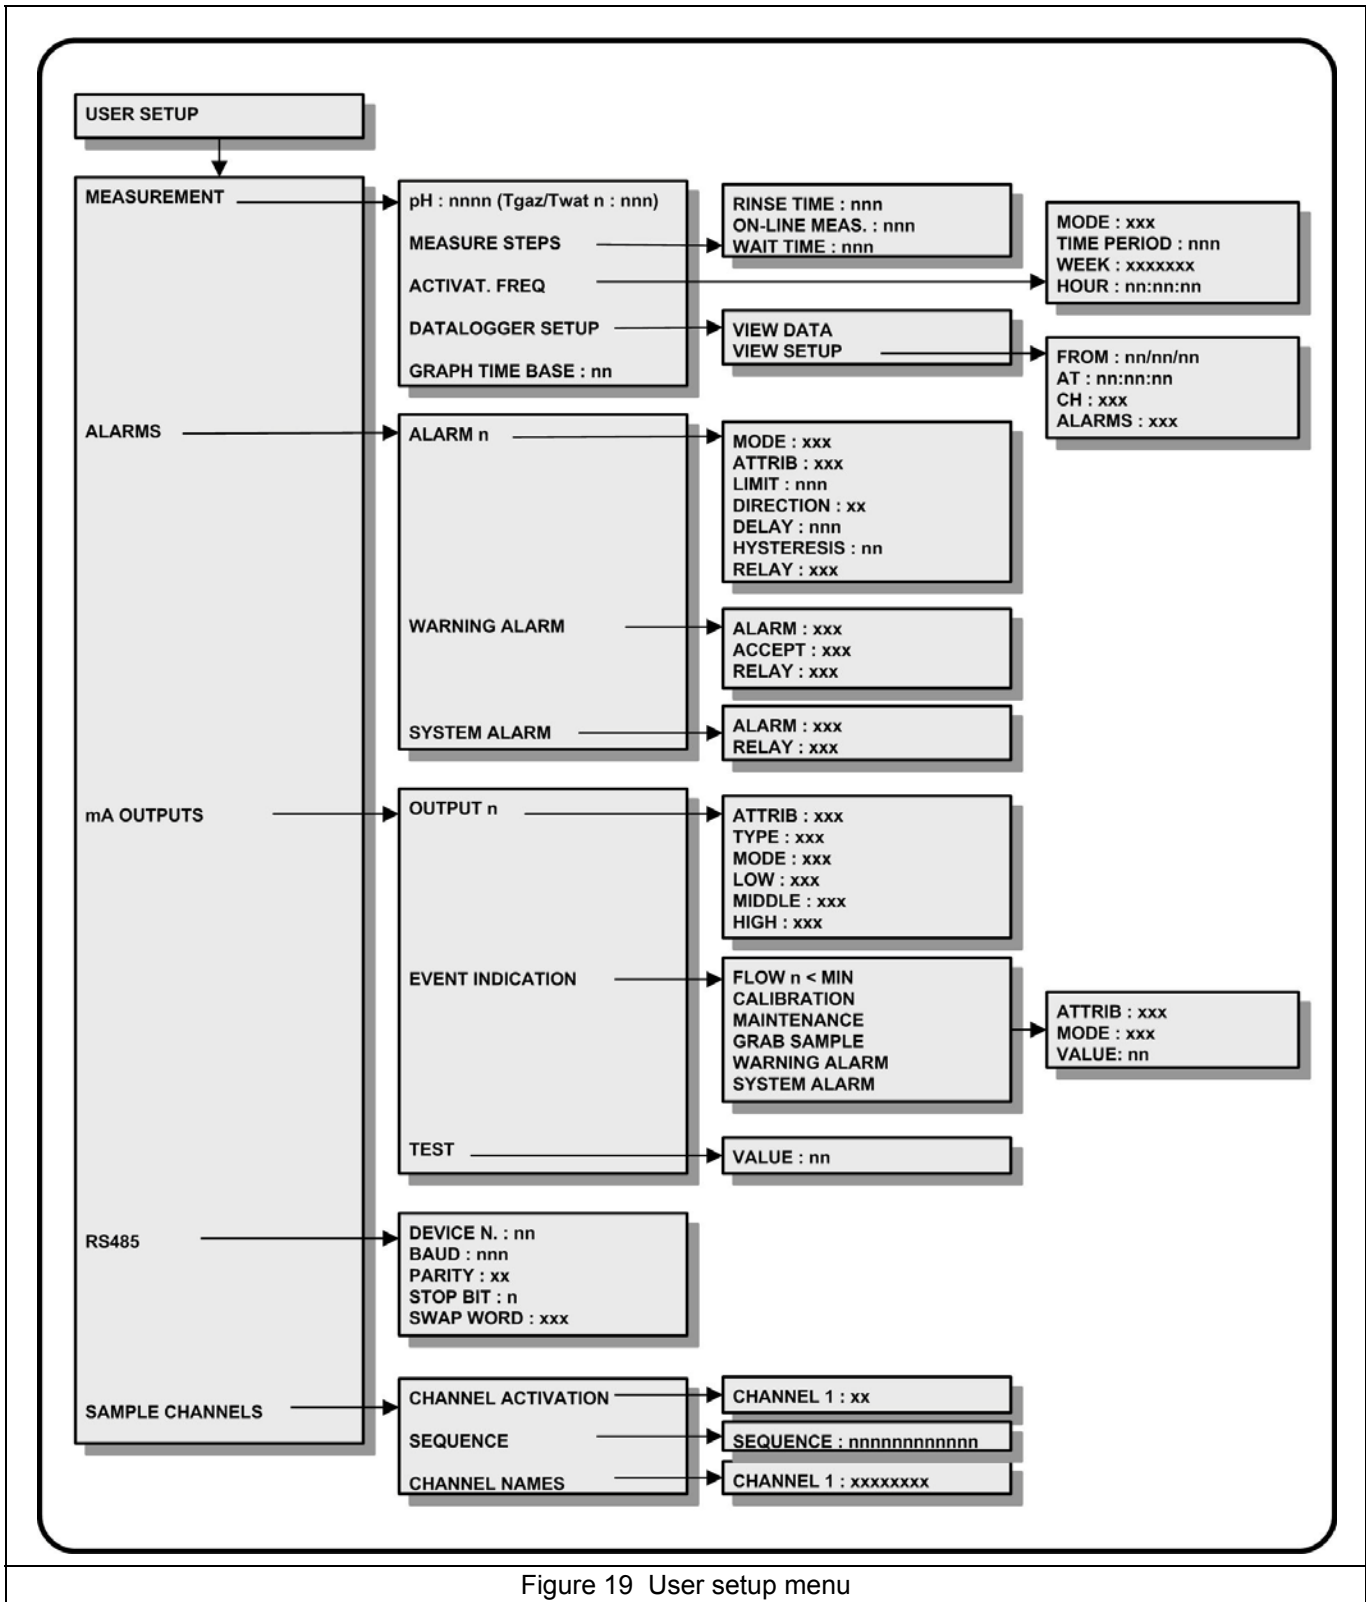 USER SETUP
MEASUREMENT
pH : nnnn (Tgaz/Twat n : nnn)
MEASURE STEPS
ACTIVAT. FREQ
DATALOGGER SETUP
GRAPH TIME BASE : nn
RINSE TIME : nnn
ON-LINE MEAS. : nnn
WAIT TIME : nnn
MODE : xxx
TIME PERIOD : nnn
WEEK : xxxxxxx
HOUR : nn:nn:nn
VIEW DATA
VIEW SETUP
FROM : nn/nn/nn
AT : nn:nn:nn
CH : xxx
ALARMS : xxx
ALARMS
ALARM n
MODE : xxx
ATTRIB : xxx
LIMIT : nnn
DIRECTION : xx
DELAY : nnn
HYSTERESIS : nn
RELAY : xxx
WARNING ALARM
ALARM : xxx
ACCEPT : xxx
RELAY : xxx
SYSTEM ALARM
ALARM : xxx
RELAY : xxx
mA OUTPUTS
OUTPUT n
ATTRIB : xxx
TYPE : xxx
MODE : xxx
LOW : xxx
MIDDLE : xxx
HIGH : xxx
EVENT INDICATION
FLOW n < MIN
CALIBRATION
MAINTENANCE
GRAB SAMPLE
WARNING ALARM
SYSTEM ALARM
ATTRIB : xxx
MODE : xxx
VALUE: nn
TEST
VALUE : nn
RS485
DEVICE N. : nn
BAUD : nnn
PARITY : xx
STOP BIT : n
SWAP WORD : xxx
SAMPLE CHANNELS
CHANNEL ACTIVATION
CHANNEL 1 : xx
SEQUENCE
SEQUENCE : nnnnnnnnnnnn
CHANNEL NAMES
CHANNEL 1 : xxxxxxxx
Figure 19 User setup menu